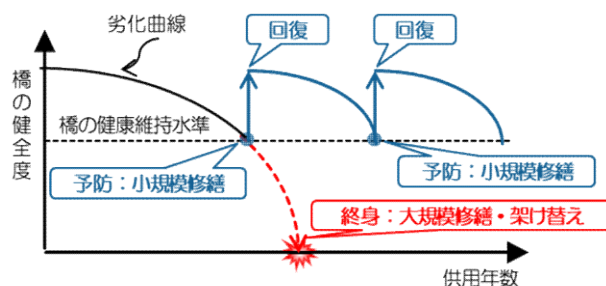 劣化曲線
回復
回復
橋の健全度
橋の健康維持水準
予防：小規模修繕
予防：小規模修繕
終身：大規模修繕・架け替え
供用年数